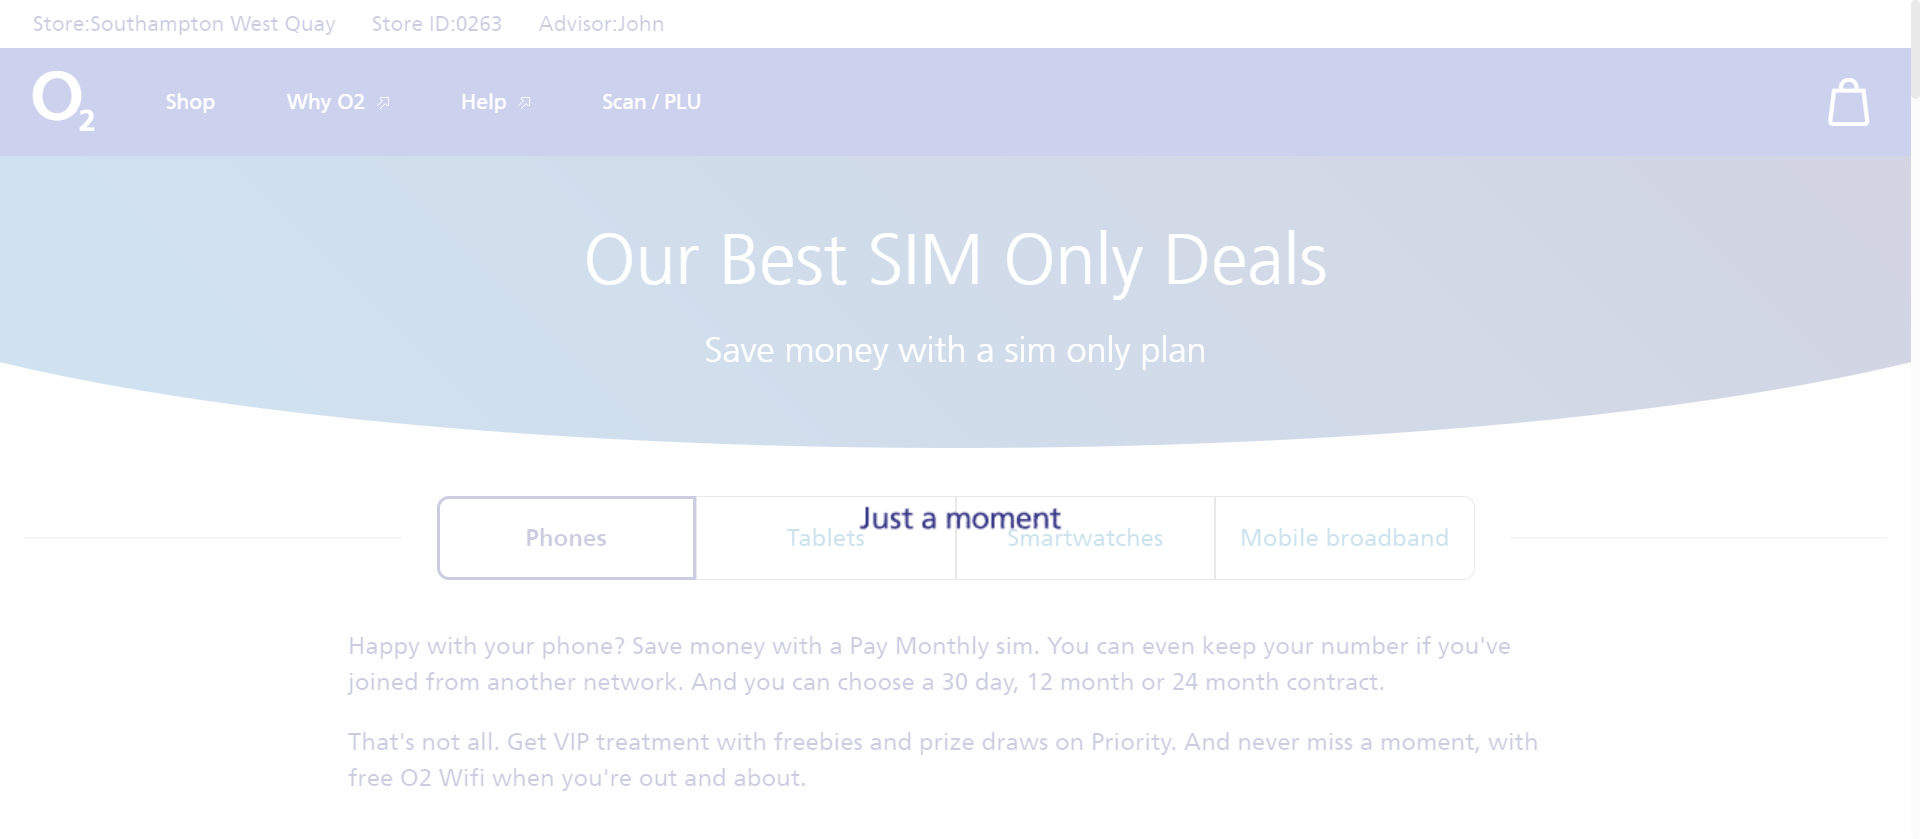 Store:Southampton West Quay Store ID:0263 Advisor:John
O2 Shop Why O2 Help Scan / PLU
Our Best SIM Only Deals
Save money with a sim only plan
Just a moment
Phones Tablets Smartwatches Mobile broadband
Happy with your phone? Save money with a Pay Monthly sim. You can even keep your number if you've
joined from another network. And you can choose a 30 day, 12 month or 24 month contract.
That's not all. Get VIP treatment with freebies and prize draws on Priority. And never miss a moment, with
free O2 Wifi when you're out and about.